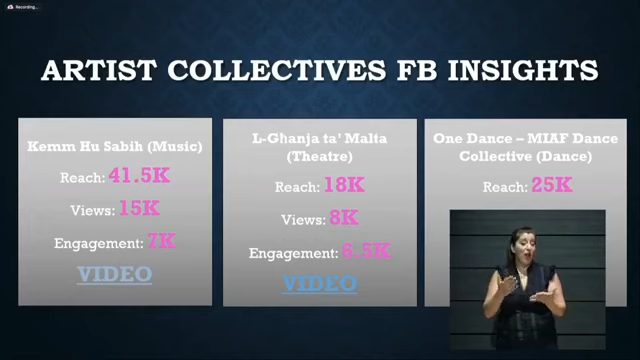 Recording...
ARTIST COLLECTIVES FB INSIGHTS
Kemm Hu Sabiħ (Music)
Reach: 41.5K
Views: 15K
Engagement: 7K
VIDEO
L-Għanja ta' Malta
(Theatre)
Reach: 18K
Views: 8K
Engagement: 6.5K
VIDEO
One Dance – MIAF Dance
Collective (Dance)
Reach: 25K